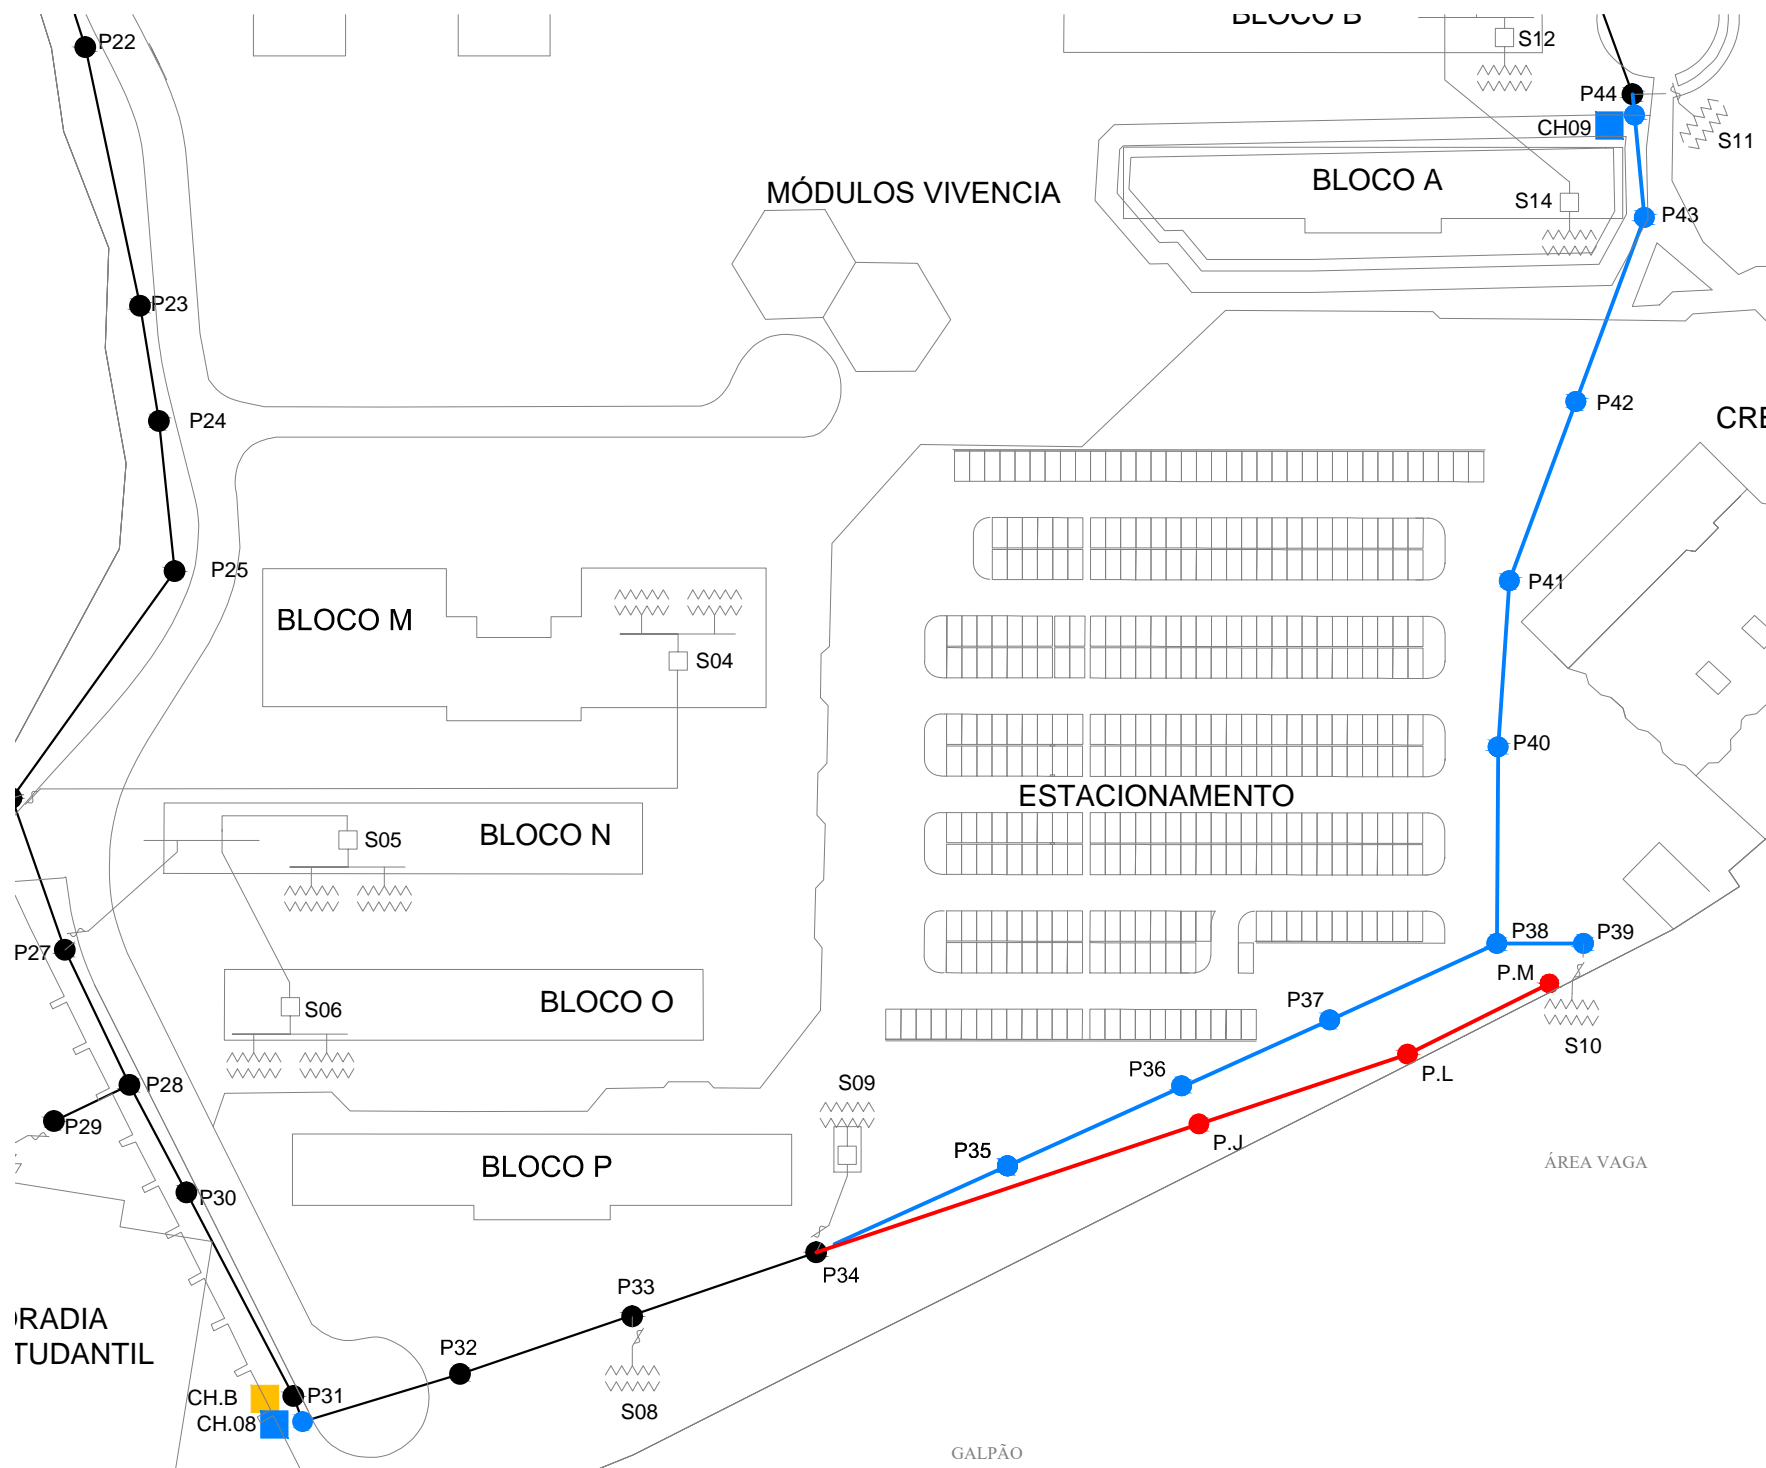 P22
BLOCO B
S12
P44
CH09
S11
BLOCO A
MÓDULOS VIVENCIA
S14
P43
P23
P42
CRE
P24
P25
P41
BLOCO M
S04
P40
ESTACIONAMENTO
BLOCO N
S05
P38
P39
P27
P.M
BLOCO O
S06
P37
S10
P36
P.L
P28
S09
P29
P.J
P35
BLOCO P
ÁREA VAGA
7
P30
P34
P33
ORADIA
TUDANTIL
P32
CH.B
P31
S08
CH.08
GALPÃO